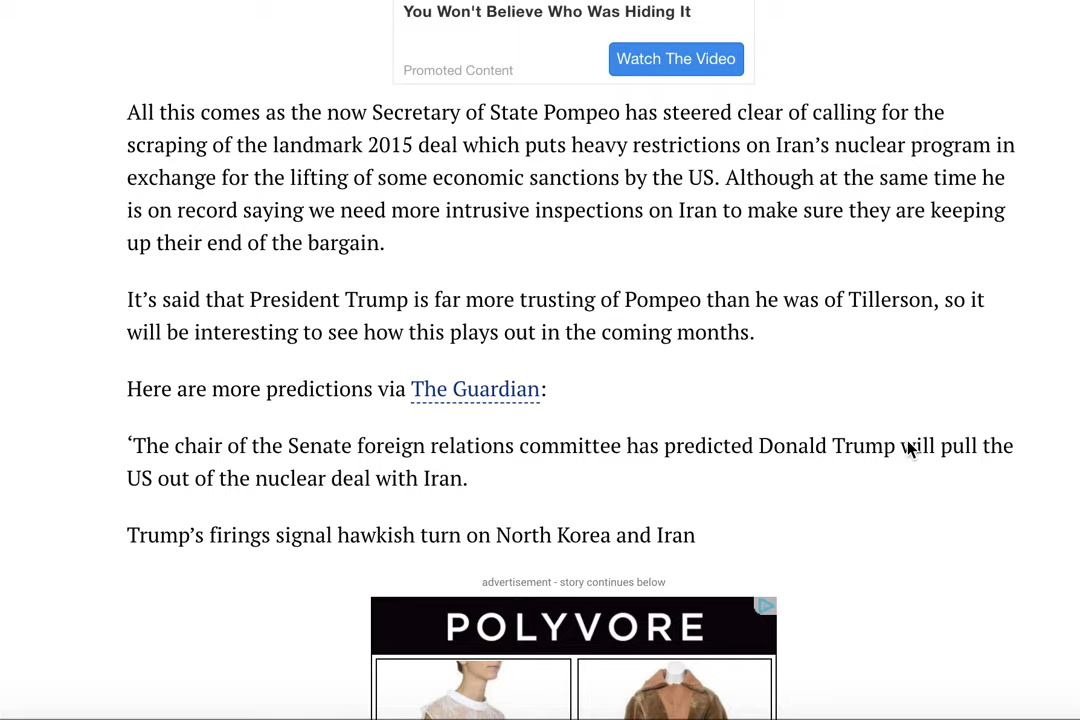 You Won't Believe Who Was Hiding It
Watch The Video
Promoted Content
All this comes as the now Secretary of State Pompeo has steered clear of calling for the
scraping of the landmark 2015 deal which puts heavy restrictions on Iran’s nuclear program in
exchange for the lifting of some economic sanctions by the US. Although at the same time he
is on record saying we need more intrusive inspections on Iran to make sure they are keeping
up their end of the bargain.
It’s said that President Trump is far more trusting of Pompeo than he was of Tillerson, so it
will be interesting to see how this plays out in the coming months.
Here are more predictions via The Guardian:
‘The chair of the Senate foreign relations committee has predicted Donald Trump will pull the
US out of the nuclear deal with Iran.
Trump’s firings signal hawkish turn on North Korea and Iran
advertisement - story continues below
POLYVORE